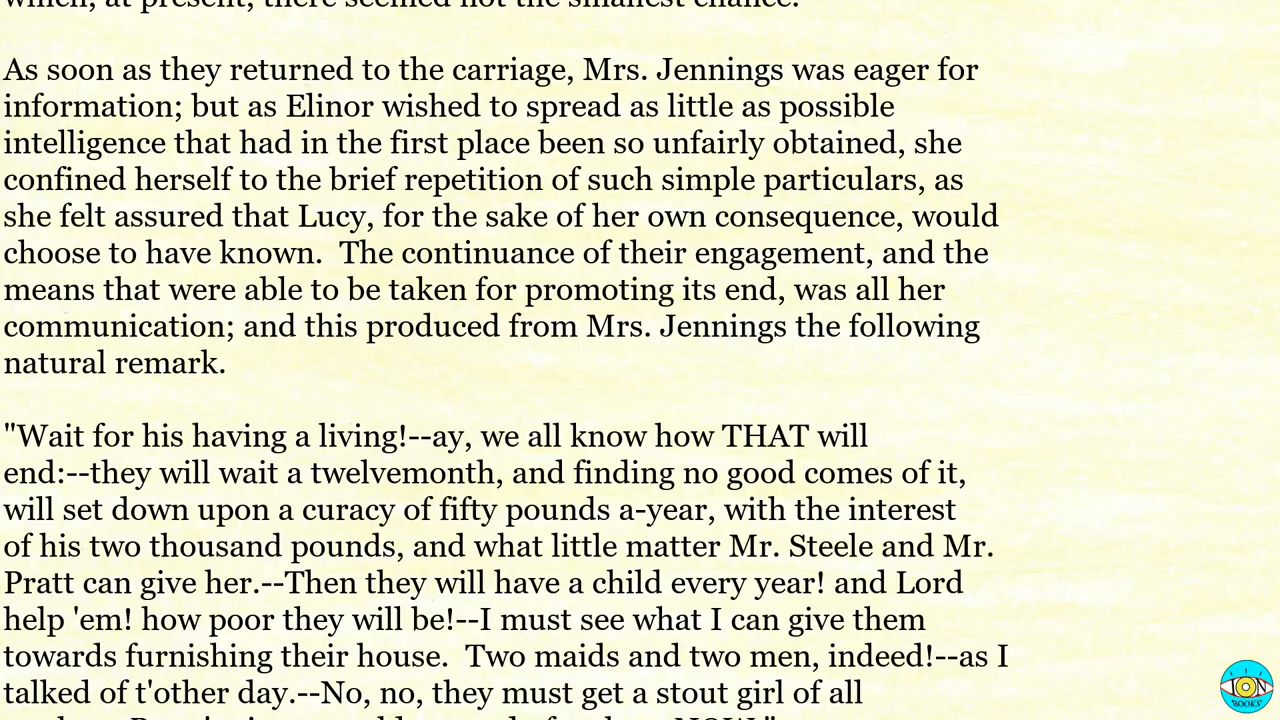 As soon as they returned to the carriage, Mrs. Jennings was eager for
information; but as Elinor wished to spread as little as possible
intelligence that had in the first place been so unfairly obtained, she
confined herself to the brief repetition of such simple particulars, as
she felt assured that Lucy, for the sake of her own consequence, would
choose to have known.  The continuance of their engagement, and the
means that were able to be taken for promoting its end, was all her
communication; and this produced from Mrs. Jennings the following
natural remark.
"Wait for his having a living!--ay, we all know how THAT will
end:--they will wait a twelvemonth, and finding no good comes of it,
will set down upon a curacy of fifty pounds a-year, with the interest
of his two thousand pounds, and what little matter Mr. Steele and Mr.
Pratt can give her.--Then they will have a child every year! and Lord
help 'em! how poor they will be!--I must see what I can give them
towards furnishing their house.  Two maids and two men, indeed!--as I
talked of t'other day.--No, no, they must get a stout girl of all
ION
BOOKS